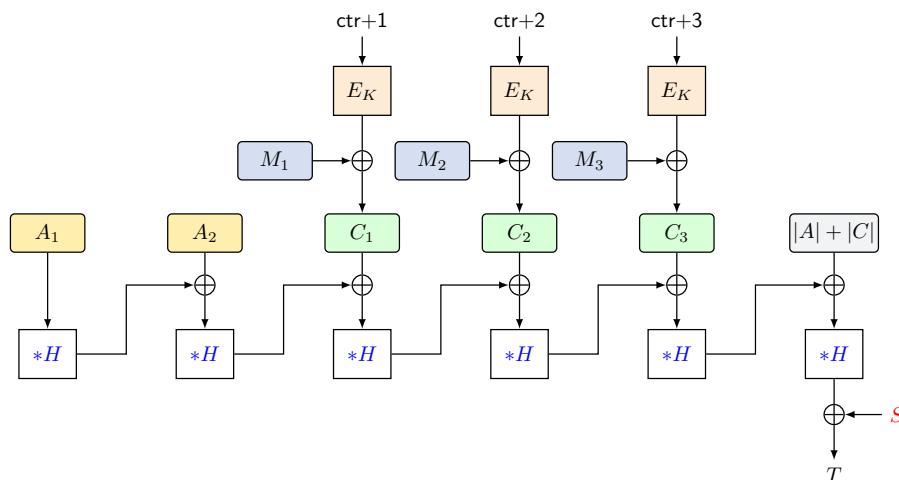 ctr+1 ctr+2 ctr+3
E_K E_K E_K
M_1 M_2 M_3
A_1 A_2 C_1 C_2 C_3 |A| + |C|
*H *H *H *H *H *H
S
T